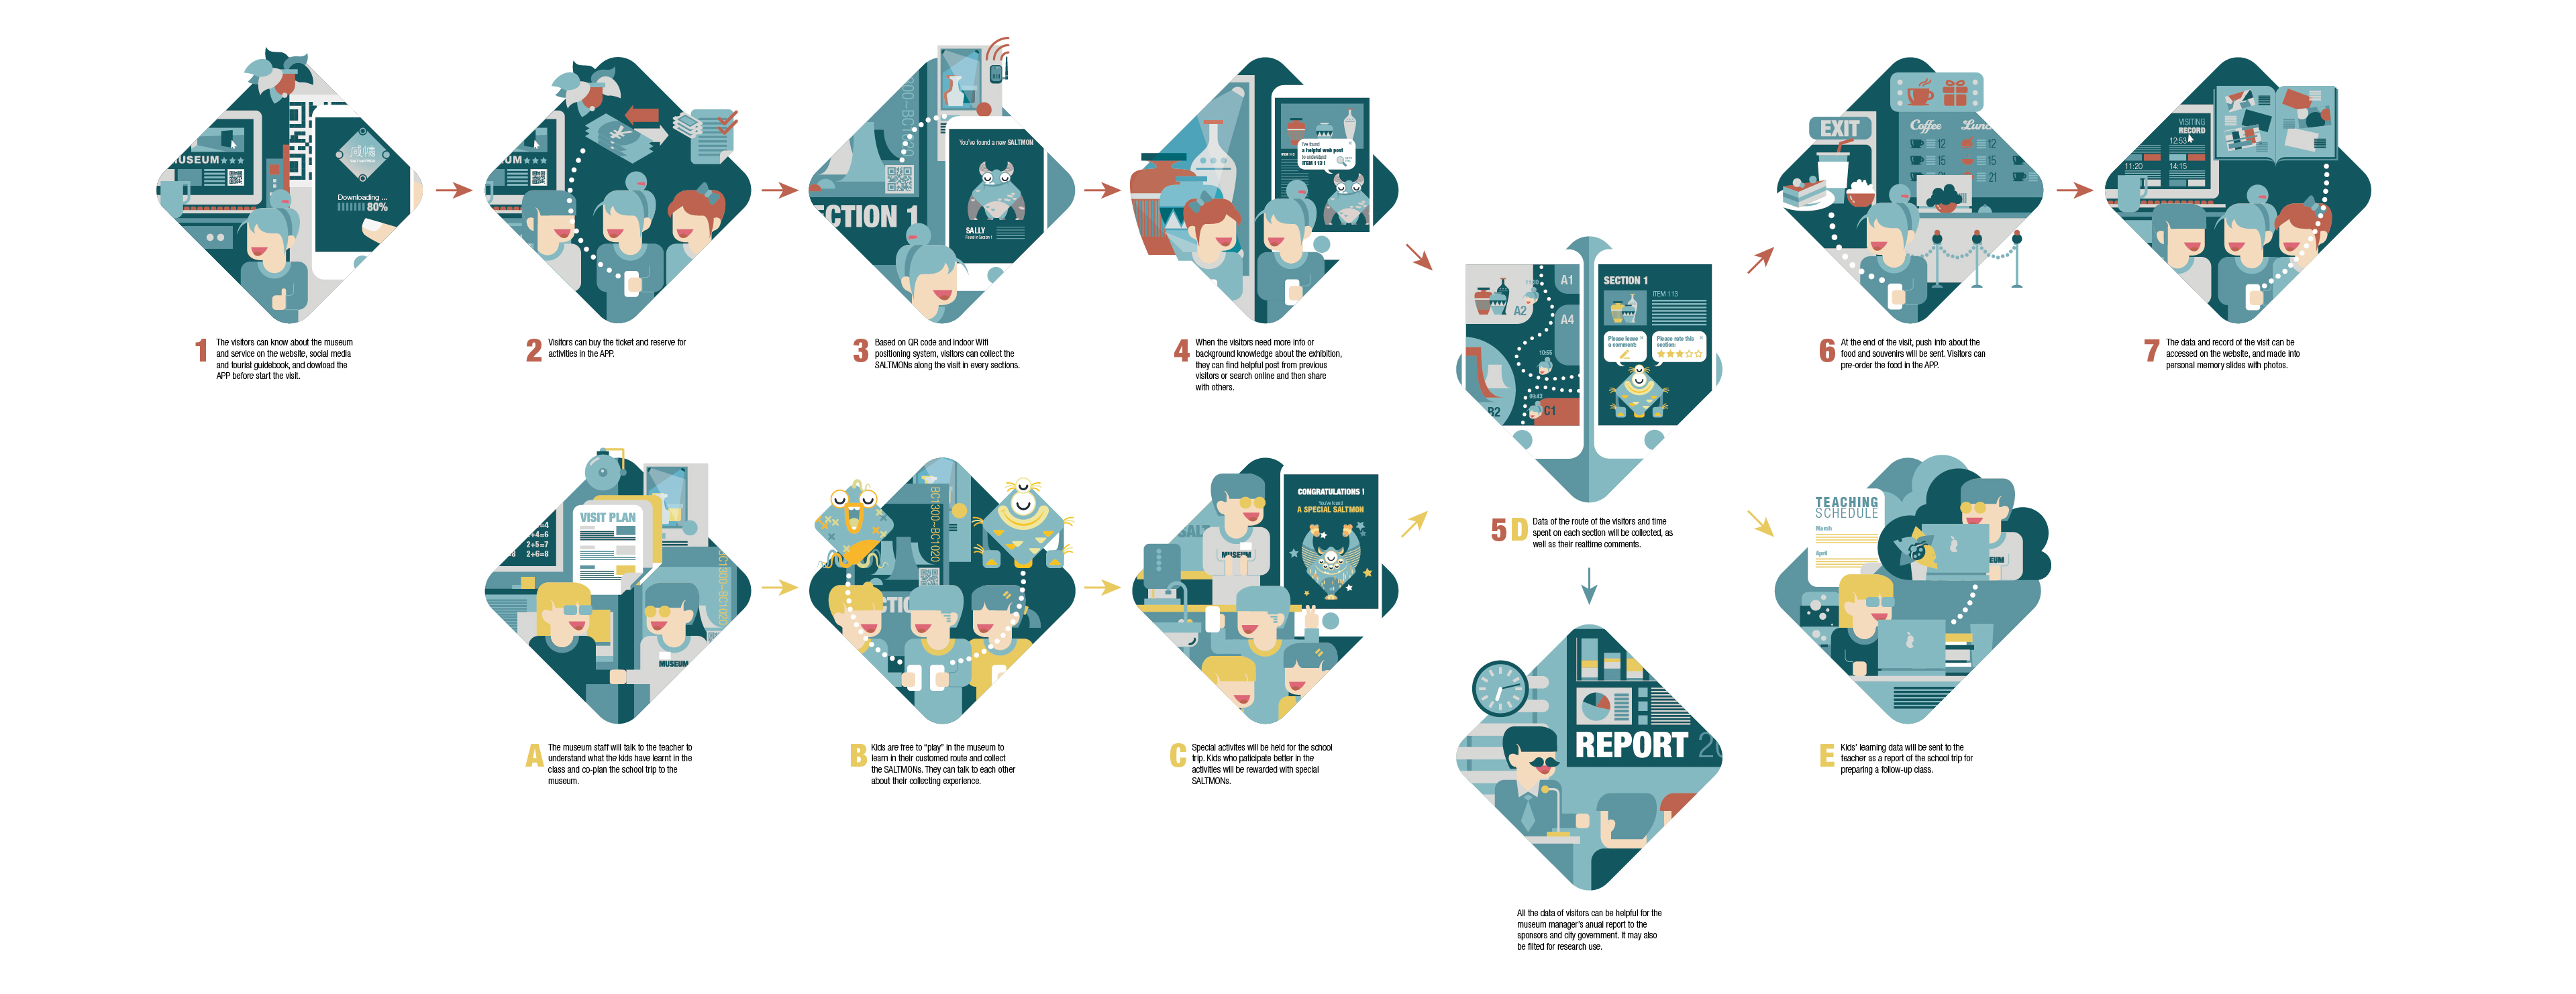 USEUM★★★
Downloading ...
80%
1
The visitors can know about the museum
and service on the website, social media
and tourist guidebook, and dowload the
APP before start the visit.
UM★★★
2
Visitors can buy the ticket and reserve for
activities in the APP.
ECTION 1
You've found a new SALTMON
SALLY
3
Based on QR code and indoor Wifi
positioning system, visitors can collect the
SALTMONs along the visit in every sections.
I've found
a helpful web post
to understand
ITEM 113 !
4
When the visitors need more info or
background knowledge about the exhibition,
they can find helpful post from previous
visitors or search online and then share
with others.
A1
A2
A4
10:55
09:43
B2
C1
SECTION 1
ITEM 113
Please leave
a comment:
Please rate this
section:
5 D
Data of the route of the visitors and time
spent on each section will be collected, as
well as their realtime comments.
EXIT
Coffee
Lunc
12
12
15
15
21
21
6
At the end of the visit, push info about the
food and souvenirs will be sent. Visitors can
pre-order the food in the APP.
VISITING
RECORD
12:53
11:20
14:15
7
The data and record of the visit can be
accessed on the website, and made into
personal memory slides with photos.
=4
+4=6
2+5=7
8 2+6=8
VISIT PLAN
BC1300~BC1020
MUSEUM
A
The museum staff will talk to the teacher to
understand what the kids have learnt in the
class and co-plan the school trip to the
museum.
BC1300~BC1020
CTIO
B
Kids are free to “play” in the museum to
learn in their customed route and collect
the SALTMONs. They can talk to each other
about their collecting experience.
SALT
MUSEUM
CONGRATULATIONS !
You've found
A SPECIAL SALTMON
C
Special activites will be held for the school
trip. Kids who paticipate better in the
activities will be rewarded with special
SALTMONs.
REPORT 20
All the data of visitors can be helpful for the
museum manager's anual report to the
sponsors and city government. It may also
be filted for research use.
TEACHING
SCHEDULE
March
April
EUM
E
Kids' learning data will be sent to the
teacher as a report of the school trip for
preparing a follow-up class.